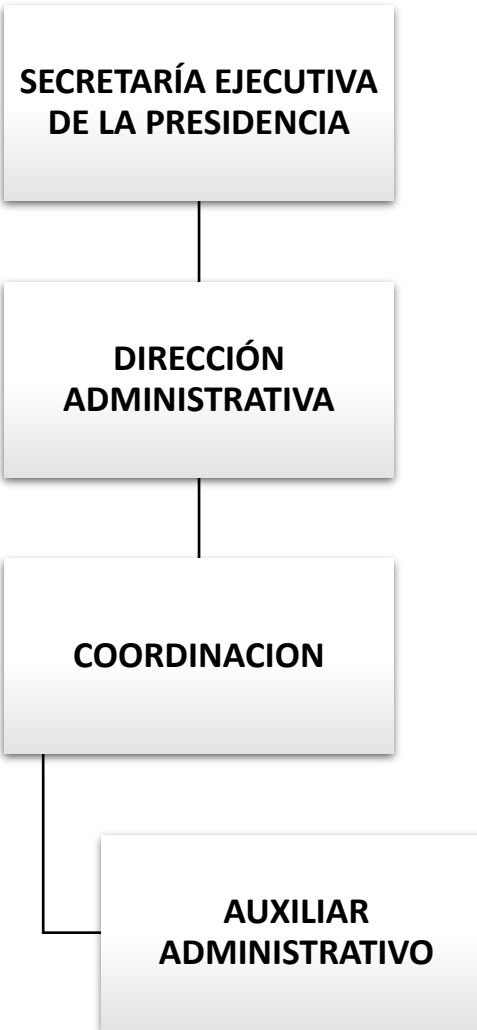 SECRETARÍA EJECUTIVA
DE LA PRESIDENCIA
DIRECCIÓN
ADMINISTRATIVA
COORDINACION
AUXILIAR
ADMINISTRATIVO